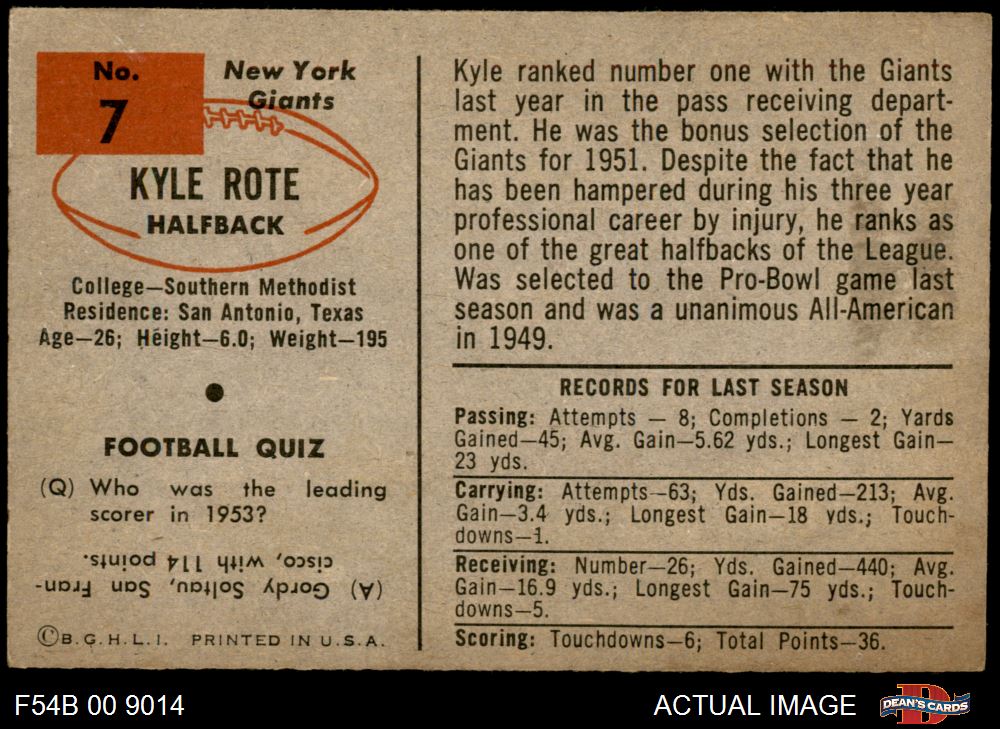 No.
7
New York
Giants
KYLE ROTE
HALFBACK
College—Southern Methodist
Residence: San Antonio, Texas
Age—26; Height—6.0; Weight—195
FOOTBALL QUIZ
(Q) Who was the leading
scorer in 1953?
(A) Gordy Soltau, San Fran-
cisco, with 114 points.
©B.G.H.L.I. PRINTED IN U.S.A.
Kyle ranked number one with the Giants
last year in the pass receiving depart-
ment. He was the bonus selection of the
Giants for 1951. Despite the fact that he
has been hampered during his three year
professional career by injury, he ranks as
one of the great halfbacks of the League.
Was selected to the Pro-Bowl game last
season and was a unanimous All-American
in 1949.
RECORDS FOR LAST SEASON
Passing: Attempts — 8; Completions — 2; Yards
Gained—45; Avg. Gain—5.62 yds.; Longest Gain—
23 yds.
Carrying: Attempts—63; Yds. Gained—213; Avg.
Gain—3.4 yds.; Longest Gain—18 yds.; Touch-
downs—1.
Receiving: Number—26; Yds. Gained—440; Avg.
Gain—16.9 yds.; Longest Gain—75 yds.; Touch-
downs—5.
Scoring: Touchdowns—6; Total Points—36.
F54B 00 9014
ACTUAL IMAGE
D
DEAN'S CARDS